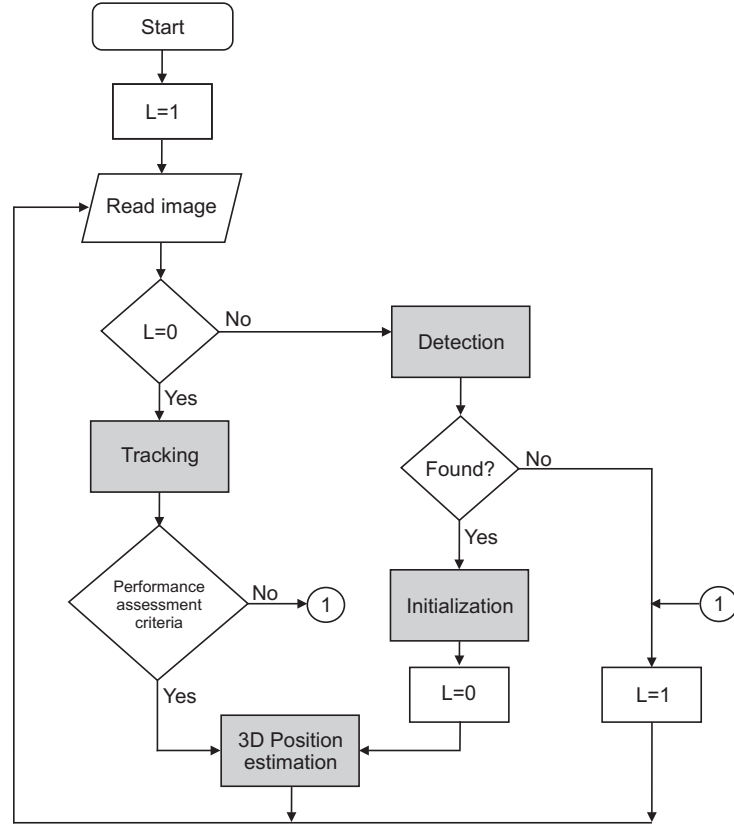 Start
L=1
Read image
L=0
No
Detection
Yes
Tracking
Found?
No
Yes
Performance
assessment
criteria
No
1
Initialization
1
Yes
L=0
L=1
3D Position
estimation